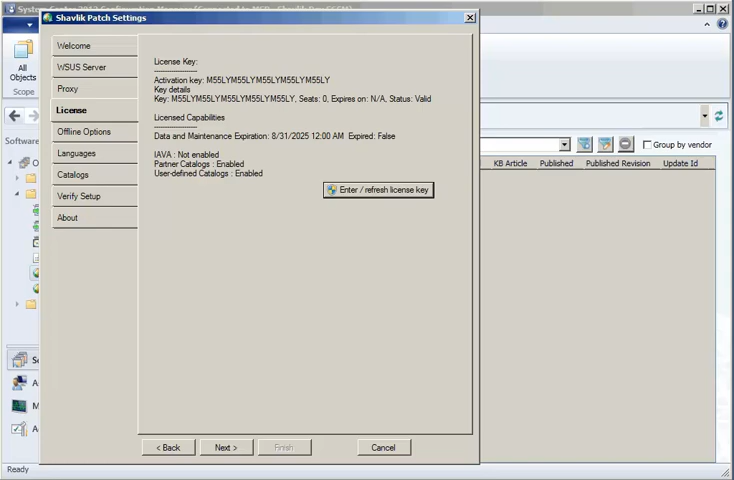 Shavlik Patch Settings
All
Objects
Scope
Software
Welcome
WSUS Server
Proxy
License
Offline Options
Languages
Catalogs
Verify Setup
About
License Key:
Activation key: M55LYM55LYM55LYM55LYM55LY
Key details
Key: M55LYM55LYM55LYM55LYM55LY, Seats: 0, Expires on: N/A, Status: Valid
Licensed Capabilities
Data and Maintenance Expiration: 8/31/2025 12:00 AM Expired: False
IAVA : Not enabled
Partner Catalogs : Enabled
User-defined Catalogs : Enabled
Enter / refresh license key
Group by vendor
KB Article Published Published Revision Update Id
< Back Next > Finish Cancel
Ready